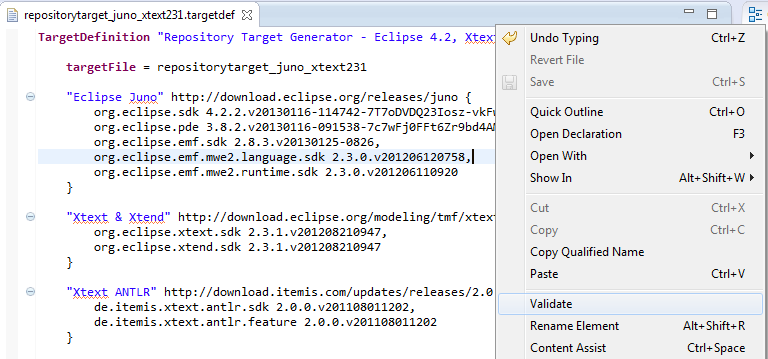 repositorytarget_juno_xtext231.targetdef
TargetDefinition "Repository Target Generator - Eclipse 4.2, Xtext
targetFile = repositorytarget_juno_xtext231
"Eclipse Juno" http://download.eclipse.org/releases/juno {
org.eclipse.sdk 4.2.2.v20130116-114742-7T7oDVDQ23Iosz-vkFw
org.eclipse.pde 3.8.2.v20130116-091538-7c7wFj0FFt6Zr9bd4AM
org.eclipse.emf.sdk 2.8.3.v20130125-0826,
org.eclipse.emf.mwe2.language.sdk 2.3.0.v201206120758,
org.eclipse.emf.mwe2.runtime.sdk 2.3.0.v201206110920
}
"Xtext & Xtend" http://download.eclipse.org/modeling/tmf/xtext
org.eclipse.xtext.sdk 2.3.1.v201208210947,
org.eclipse.xtend.sdk 2.3.1.v201208210947
}
"Xtext ANTLR" http://download.itemis.com/updates/releases/2.0
de.itemis.xtext.antlr.sdk 2.0.0.v201108011202,
de.itemis.xtext.antlr.feature 2.0.0.v201108011202
}
Undo Typing Ctrl+Z
Revert File
Save Ctrl+S
Quick Outline Ctrl+O
Open Declaration F3
Open With
Show In Alt+Shift+W
Cut Ctrl+X
Copy Ctrl+C
Copy Qualified Name
Paste Ctrl+V
Validate
Rename Element Alt+Shift+R
Content Assist Ctrl+Space